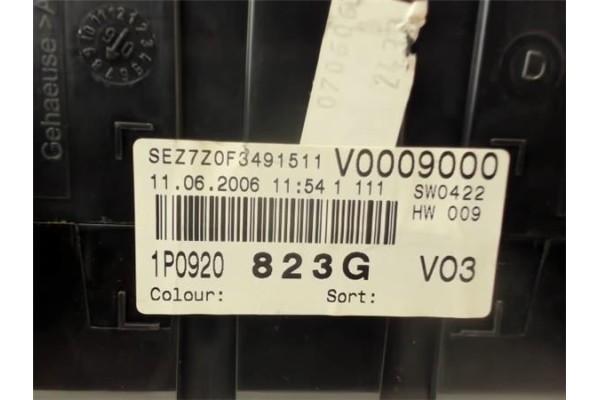 Gehaeuse >A
D
SEZ7Z0F3491511 V0009000
11.06.2006 11:54 1 111 SW0422
HW 009
1P0920 823G V03
Colour: Sort: